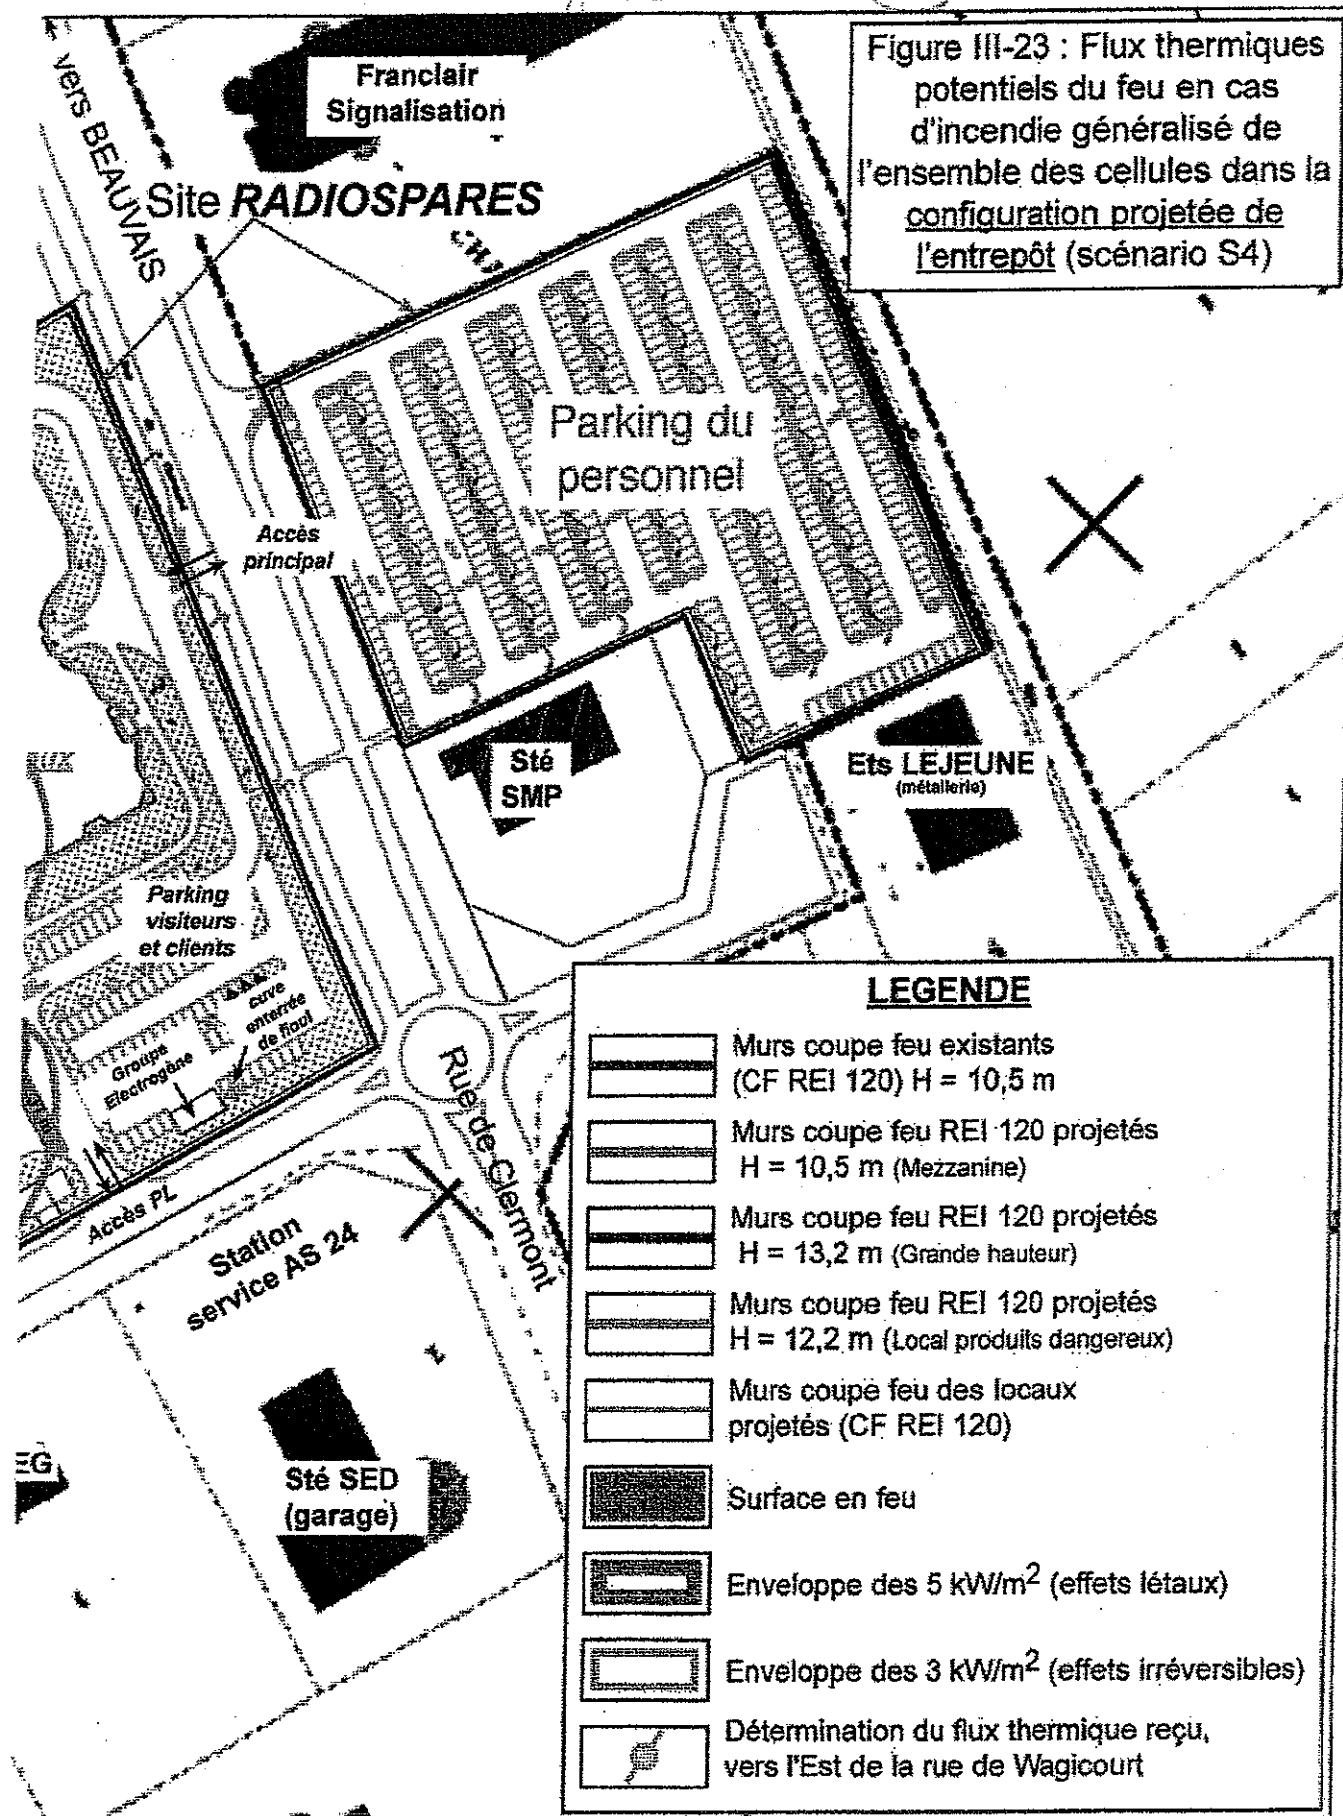 Figure III-23 : Flux thermiques
potentiels du feu en cas
d'incendie généralisé de
l'ensemble des cellules dans la
configuration projetée de
l'entrepôt (scénario S4)
vers BEAUVAIS
Franclair
Signalisation
Site RADIOSPARES
Parking du
personnel
Accès
principal
Sté
SMP
Ets LEJEUNE
(métallerie)
Parking
visiteurs
et clients
cuve
enterrée
de fioul
Groupe
Electrogène
Rue de Clermont
Accès PL
Station
service AS 24
EG
Sté SED
(garage)
LEGENDE
Murs coupe feu existants
(CF REI 120) H = 10,5 m
Murs coupe feu REI 120 projetés
H = 10,5 m (Mezzanine)
Murs coupe feu REI 120 projetés
H = 13,2 m (Grande hauteur)
Murs coupe feu REI 120 projetés
H = 12,2 m (Local produits dangereux)
Murs coupe feu des locaux
projetés (CF REI 120)
Surface en feu
Enveloppe des 5 kW/m² (effets létaux)
Enveloppe des 3 kW/m² (effets irréversibles)
Détermination du flux thermique reçu,
vers l'Est de la rue de Wagicourt